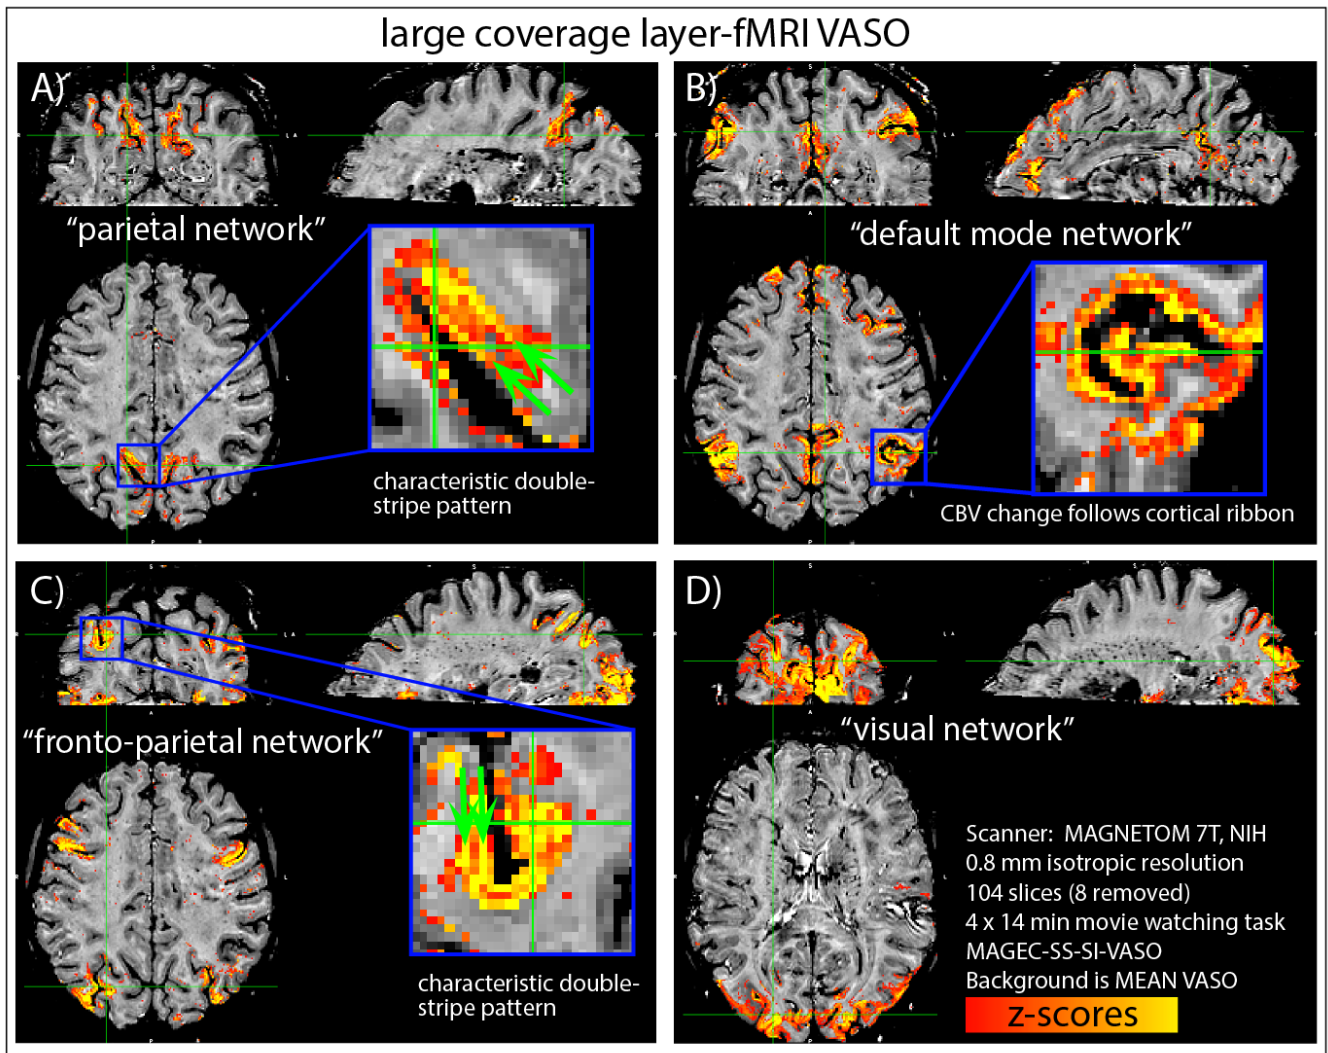 large coverage layer-fMRI VASO
A)
S
R
L A
P
"parietal network"
A
R
L
P
R
characteristic double-
stripe pattern
B)
S
R
L A
P
"default mode network"
A
R
L
P
CBV change follows cortical ribbon
C)
S
R
L A
P
"fronto-parietal network"
A
R
L
P
characteristic double-
stripe pattern
D)
S
R
L A
P
"visual network"
A
R
L
P
Scanner: MAGNETOM 7T, NIH
0.8 mm isotropic resolution
104 slices (8 removed)
4 x 14 min movie watching task
MAGEC-SS-SI-VASO
Background is MEAN VASO
z-scores